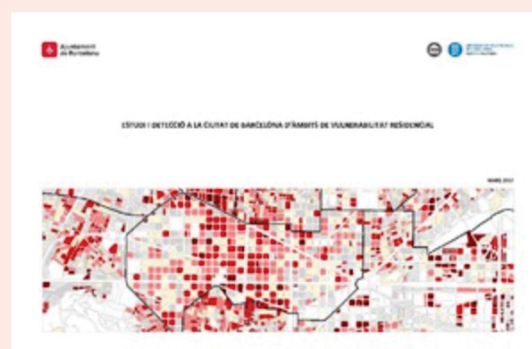 Ajuntament
de Barcelona
ESTUDI I DETECCIÓ A LA CIUTAT DE BARCELONA D'ÀMBITS DE VULNERABILITAT RESIDENCIAL